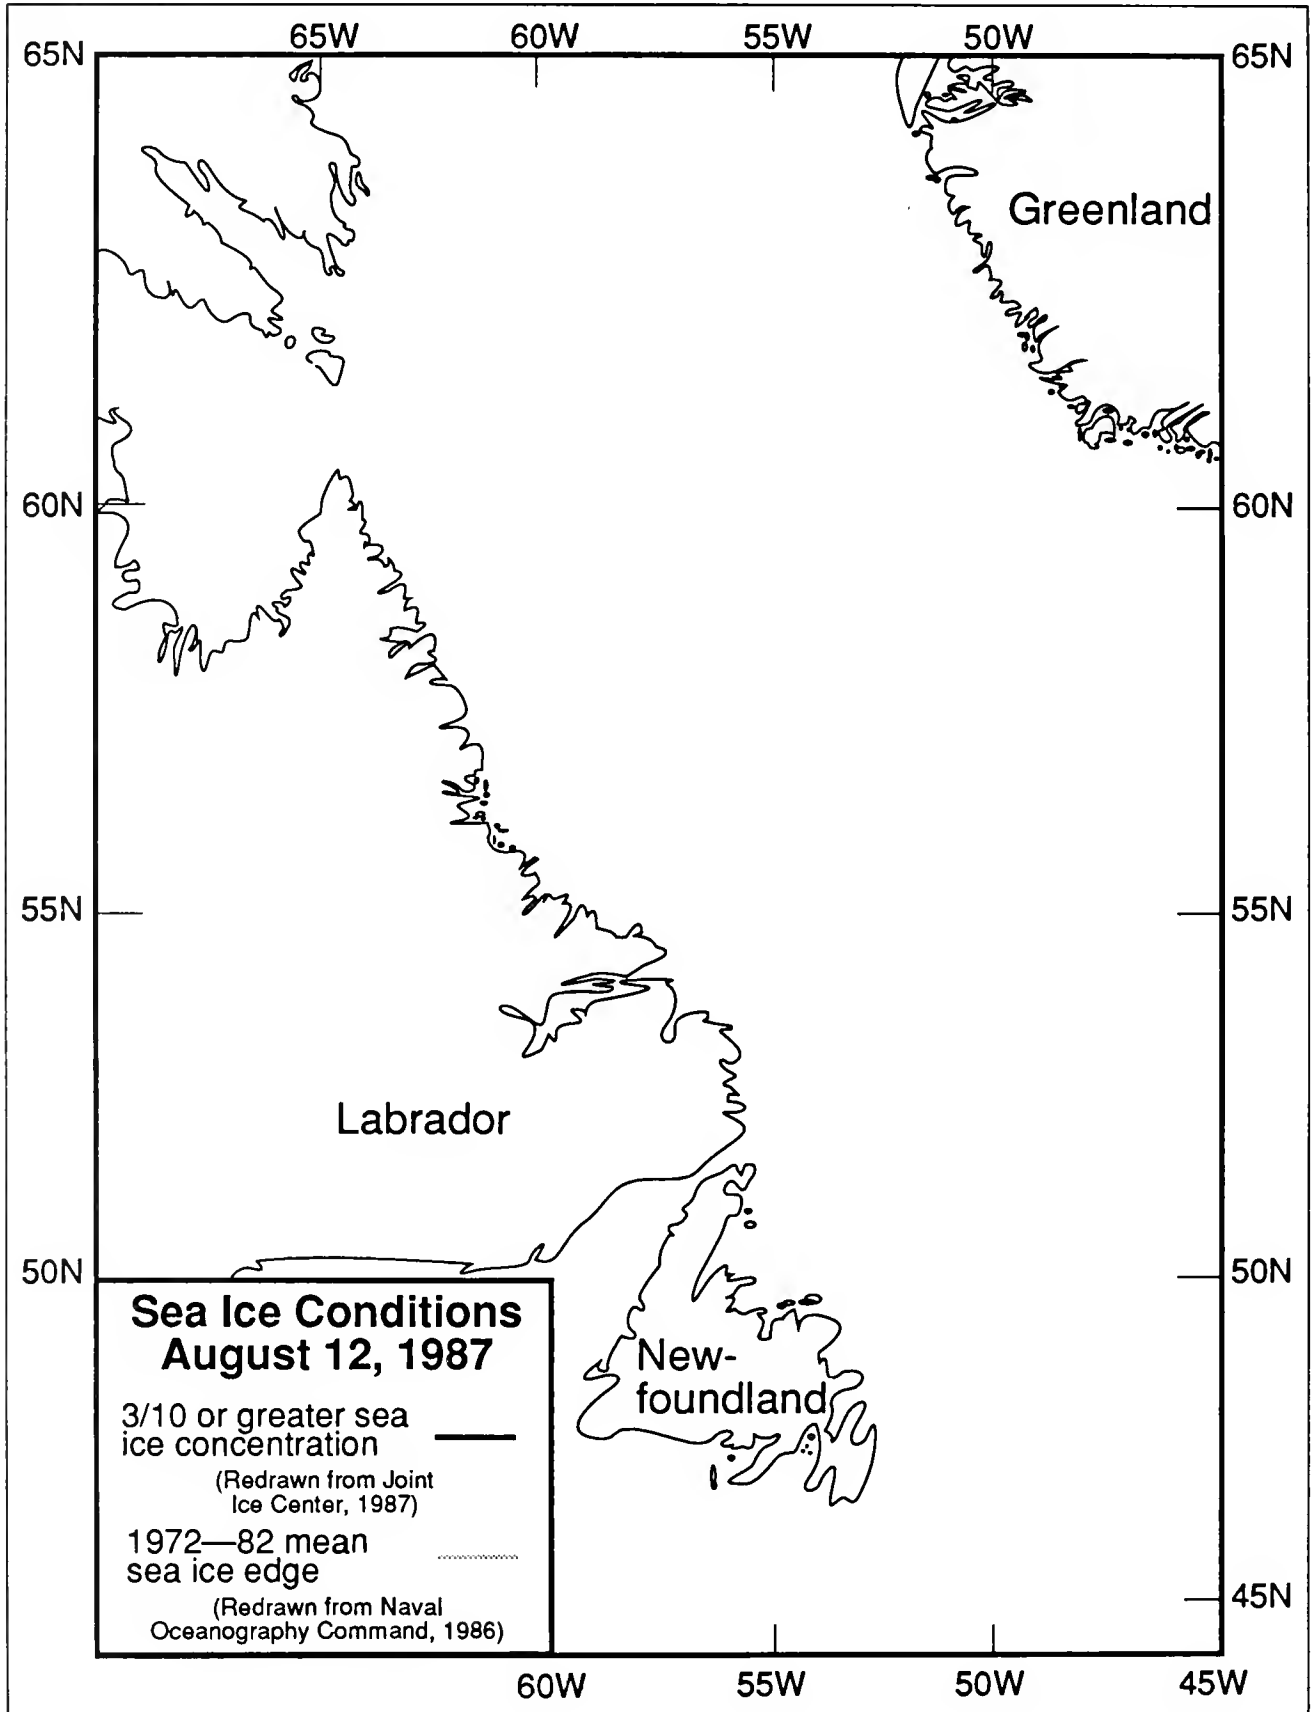 65W 60W 55W 50W
65N 65N
Greenland
60N 60N
55N 55N
Labrador
50N 50N
Sea Ice Conditions
August 12, 1987
3/10 or greater sea
ice concentration
(Redrawn from Joint
Ice Center, 1987)
1972—82 mean
sea ice edge
(Redrawn from Naval
Oceanography Command, 1986)
New-
foundland
45N
60W 55W 50W 45W